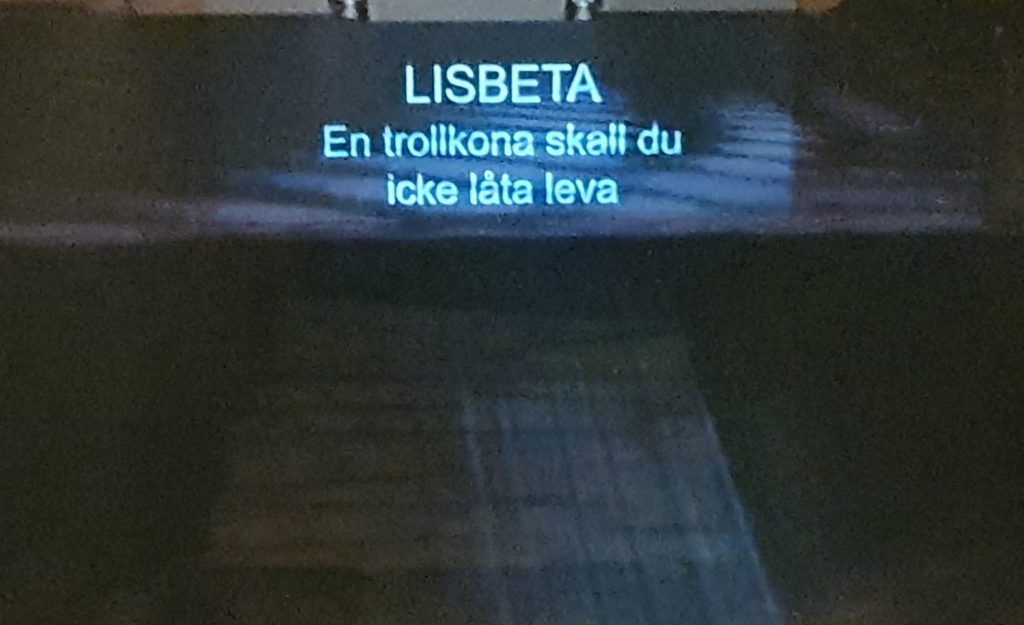 LISBETA
En trollkona skall du
icke låta leva